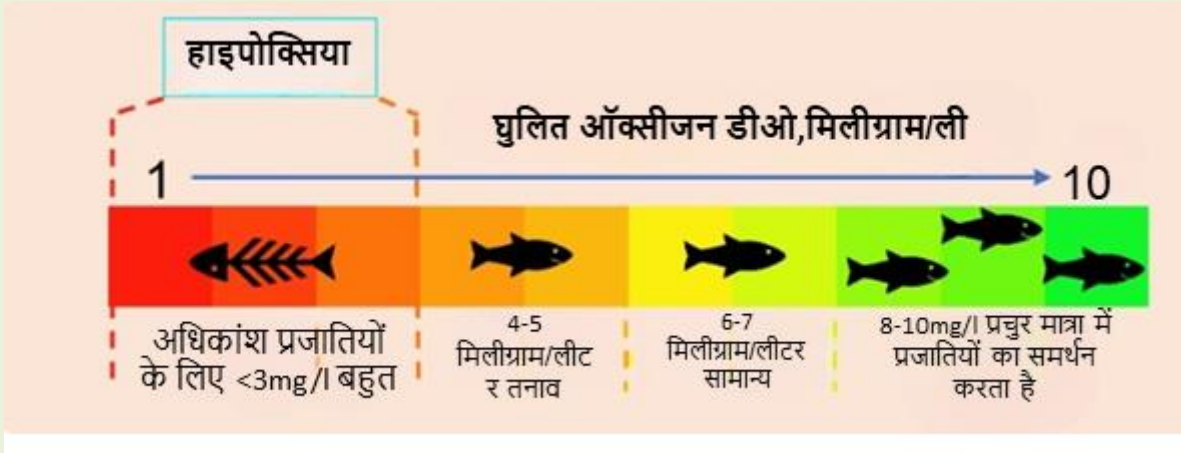 हाइपोक्सिया
घुलित ऑक्सीजन डीओ,मिलीग्राम/ली
1
10
अधिकांश प्रजातियों
के लिए <3mg/l बहुत
4-5
मिलीग्राम/लीट
र तनाव
6-7
मिलीग्राम/लीटर
सामान्य
8-10mg/l प्रचुर मात्रा में
प्रजातियों का समर्थन
करता है